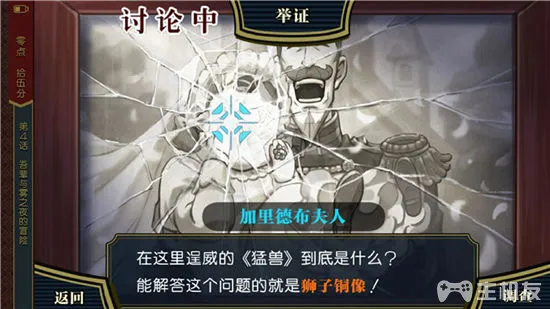 讨论中
举证
零点 拾伍分
第4话 吾辈与雾之夜的冒险
加里德布夫人
在这里逞威的《猛兽》到底是什么?
能解答这个问题的就是狮子铜像!
返回
调查
主机友